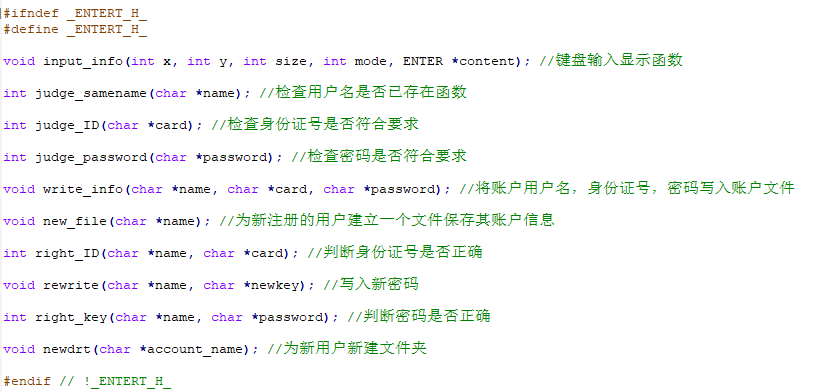 #ifndef _ENTERT_H_
#define _ENTERT_H_
void input_info(int x, int y, int size, int mode, ENTER *content); //键盘输入显示函数
int judge_samename(char *name); //检查用户名是否已存在函数
int judge_ID(char *card); //检查身份证号是否符合要求
int judge_password(char *password); //检查密码是否符合要求
void write_info(char *name, char *card, char *password); //将账户用户名，身份证号，密码写入账户文件
void new_file(char *name); //为新注册的用户建立一个文件保存其账户信息
int right_ID(char *name, char *card); //判断身份证号是否正确
void rewrite(char *name, char *newkey); //写入新密码
int right_key(char *name, char *password); //判断密码是否正确
void newdrt(char *account_name); //为新用户新建文件夹
#endif // !_ENTERT_H_